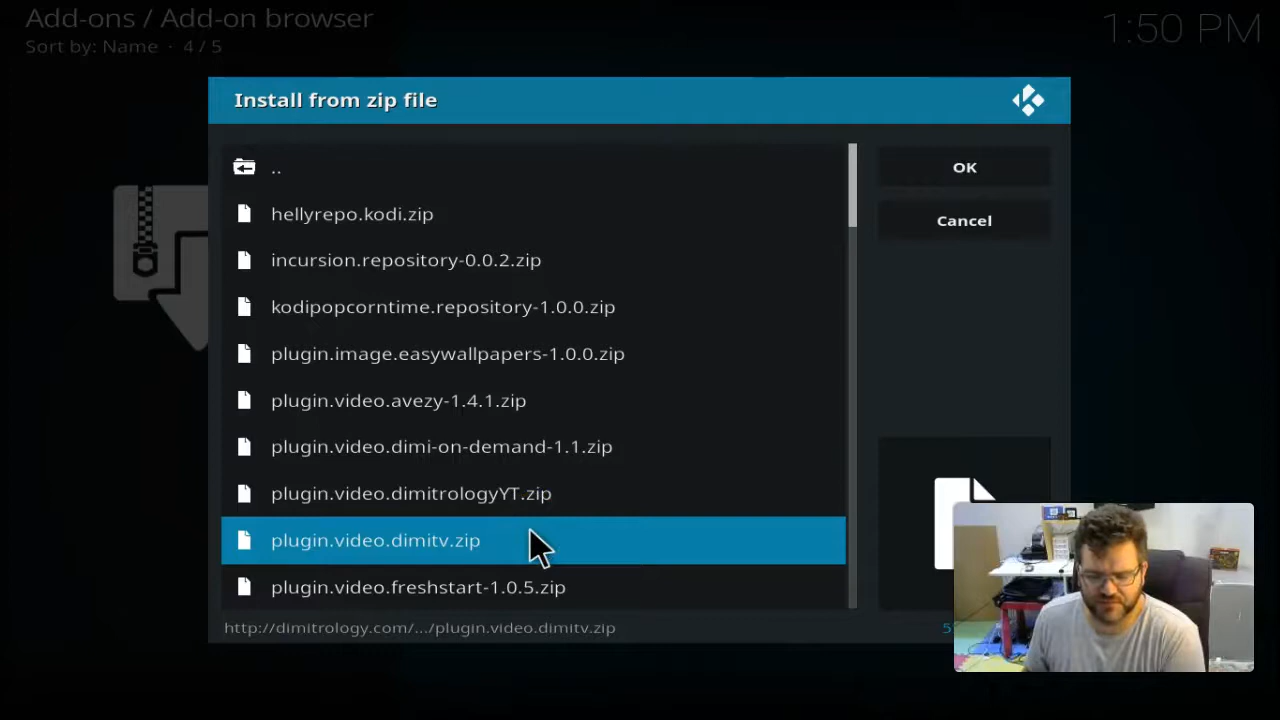 Add-ons / Add-on browser
Sort by: Name · 4 / 5
1:50 PM
Install from zip file
..
hellyrepo.kodi.zip
incursion.repository-0.0.2.zip
kodipopcorntime.repository-1.0.0.zip
plugin.image.easywallpapers-1.0.0.zip
plugin.video.avezy-1.4.1.zip
plugin.video.dimi-on-demand-1.1.zip
plugin.video.dimitrologyYT.zip
plugin.video.dimitv.zip
plugin.video.freshstart-1.0.5.zip
OK
Cancel
http://dimitrology.com/.../plugin.video.dimitv.zip